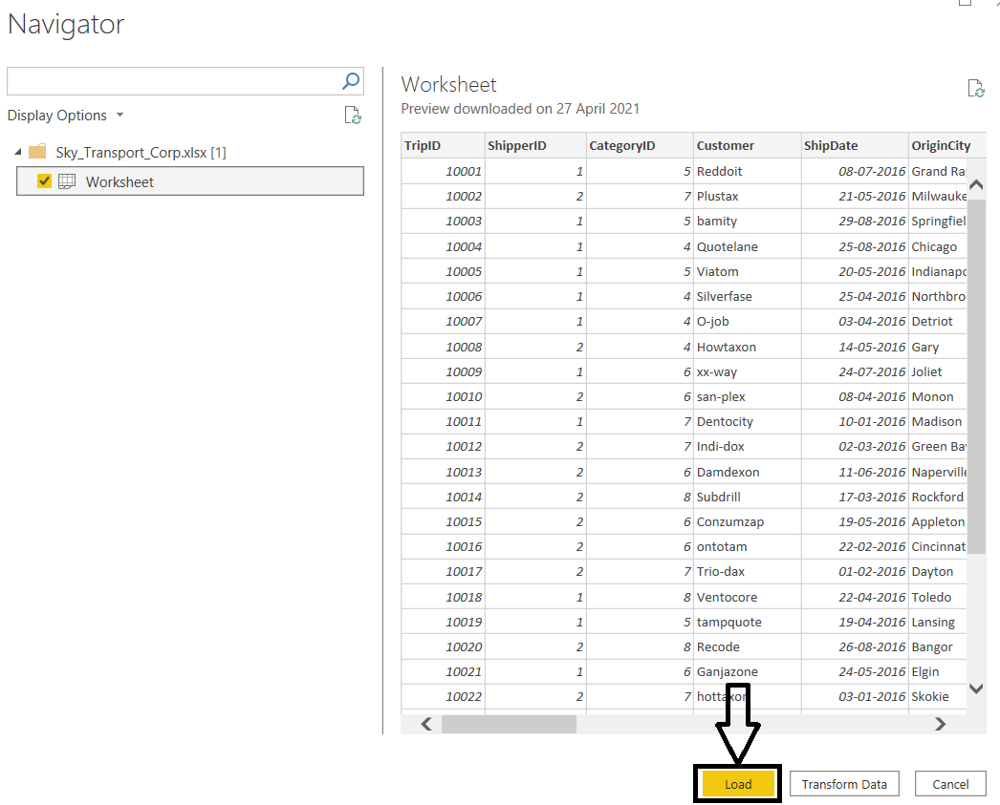 Navigator
Display Options
Sky_Transport_Corp.xlsx [1]
Worksheet
Worksheet
Preview downloaded on 27 April 2021
TripID ShipperID CategoryID Customer ShipDate OriginCity
10001 1 5 Reddoit 08-07-2016 Grand Ra
10002 2 7 Plustax 21-05-2016 Milwauke
10003 1 5 bamity 29-08-2016 Springfiel
10004 1 4 Quotelane 25-08-2016 Chicago
10005 1 5 Viatom 20-05-2016 Indianapo
10006 1 4 Silverfase 25-04-2016 Northbro
10007 1 4 O-job 03-04-2016 Detriot
10008 2 4 Howtaxon 14-05-2016 Gary
10009 1 6 xx-way 24-07-2016 Joliet
10010 2 6 san-plex 08-04-2016 Monon
10011 1 7 Dentocity 10-01-2016 Madison
10012 2 7 Indi-dox 02-03-2016 Green Bay
10013 2 6 Damdexon 11-06-2016 Naperville
10014 2 8 Subdrill 17-03-2016 Rockford
10015 2 6 Conzumzap 19-05-2016 Appleton
10016 2 6 ontotam 22-02-2016 Cincinnat
10017 2 7 Trio-dax 01-02-2016 Dayton
10018 1 8 Ventocore 22-04-2016 Toledo
10019 1 5 tampquote 19-04-2016 Lansing
10020 2 8 Recode 26-08-2016 Bangor
10021 1 6 Ganjazone 24-05-2016 Elgin
10022 2 7 hottaxon 03-01-2016 Skokie
Load Transform Data Cancel